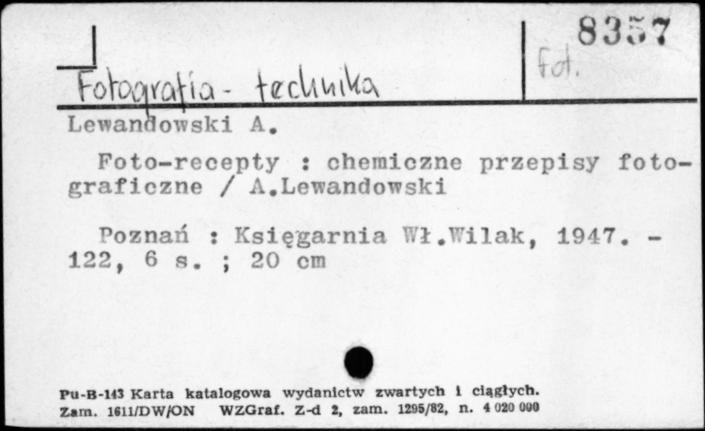 8357
Fot.
Fotografia - technika
Lewandowski A.
Foto-recepty : chemiczne przepisy foto-
graficzne / A.Lewandowski
Poznań : Księgarnia Wł.Wilak, 1947. -
122, 6 s. ; 20 cm
Pu-B-143 Karta katalogowa wydanictw zwartych i ciągłych.
Zam. 1611/DW/ON WZGraf. Z-d 2, zam. 1295/82, n. 4 020 000